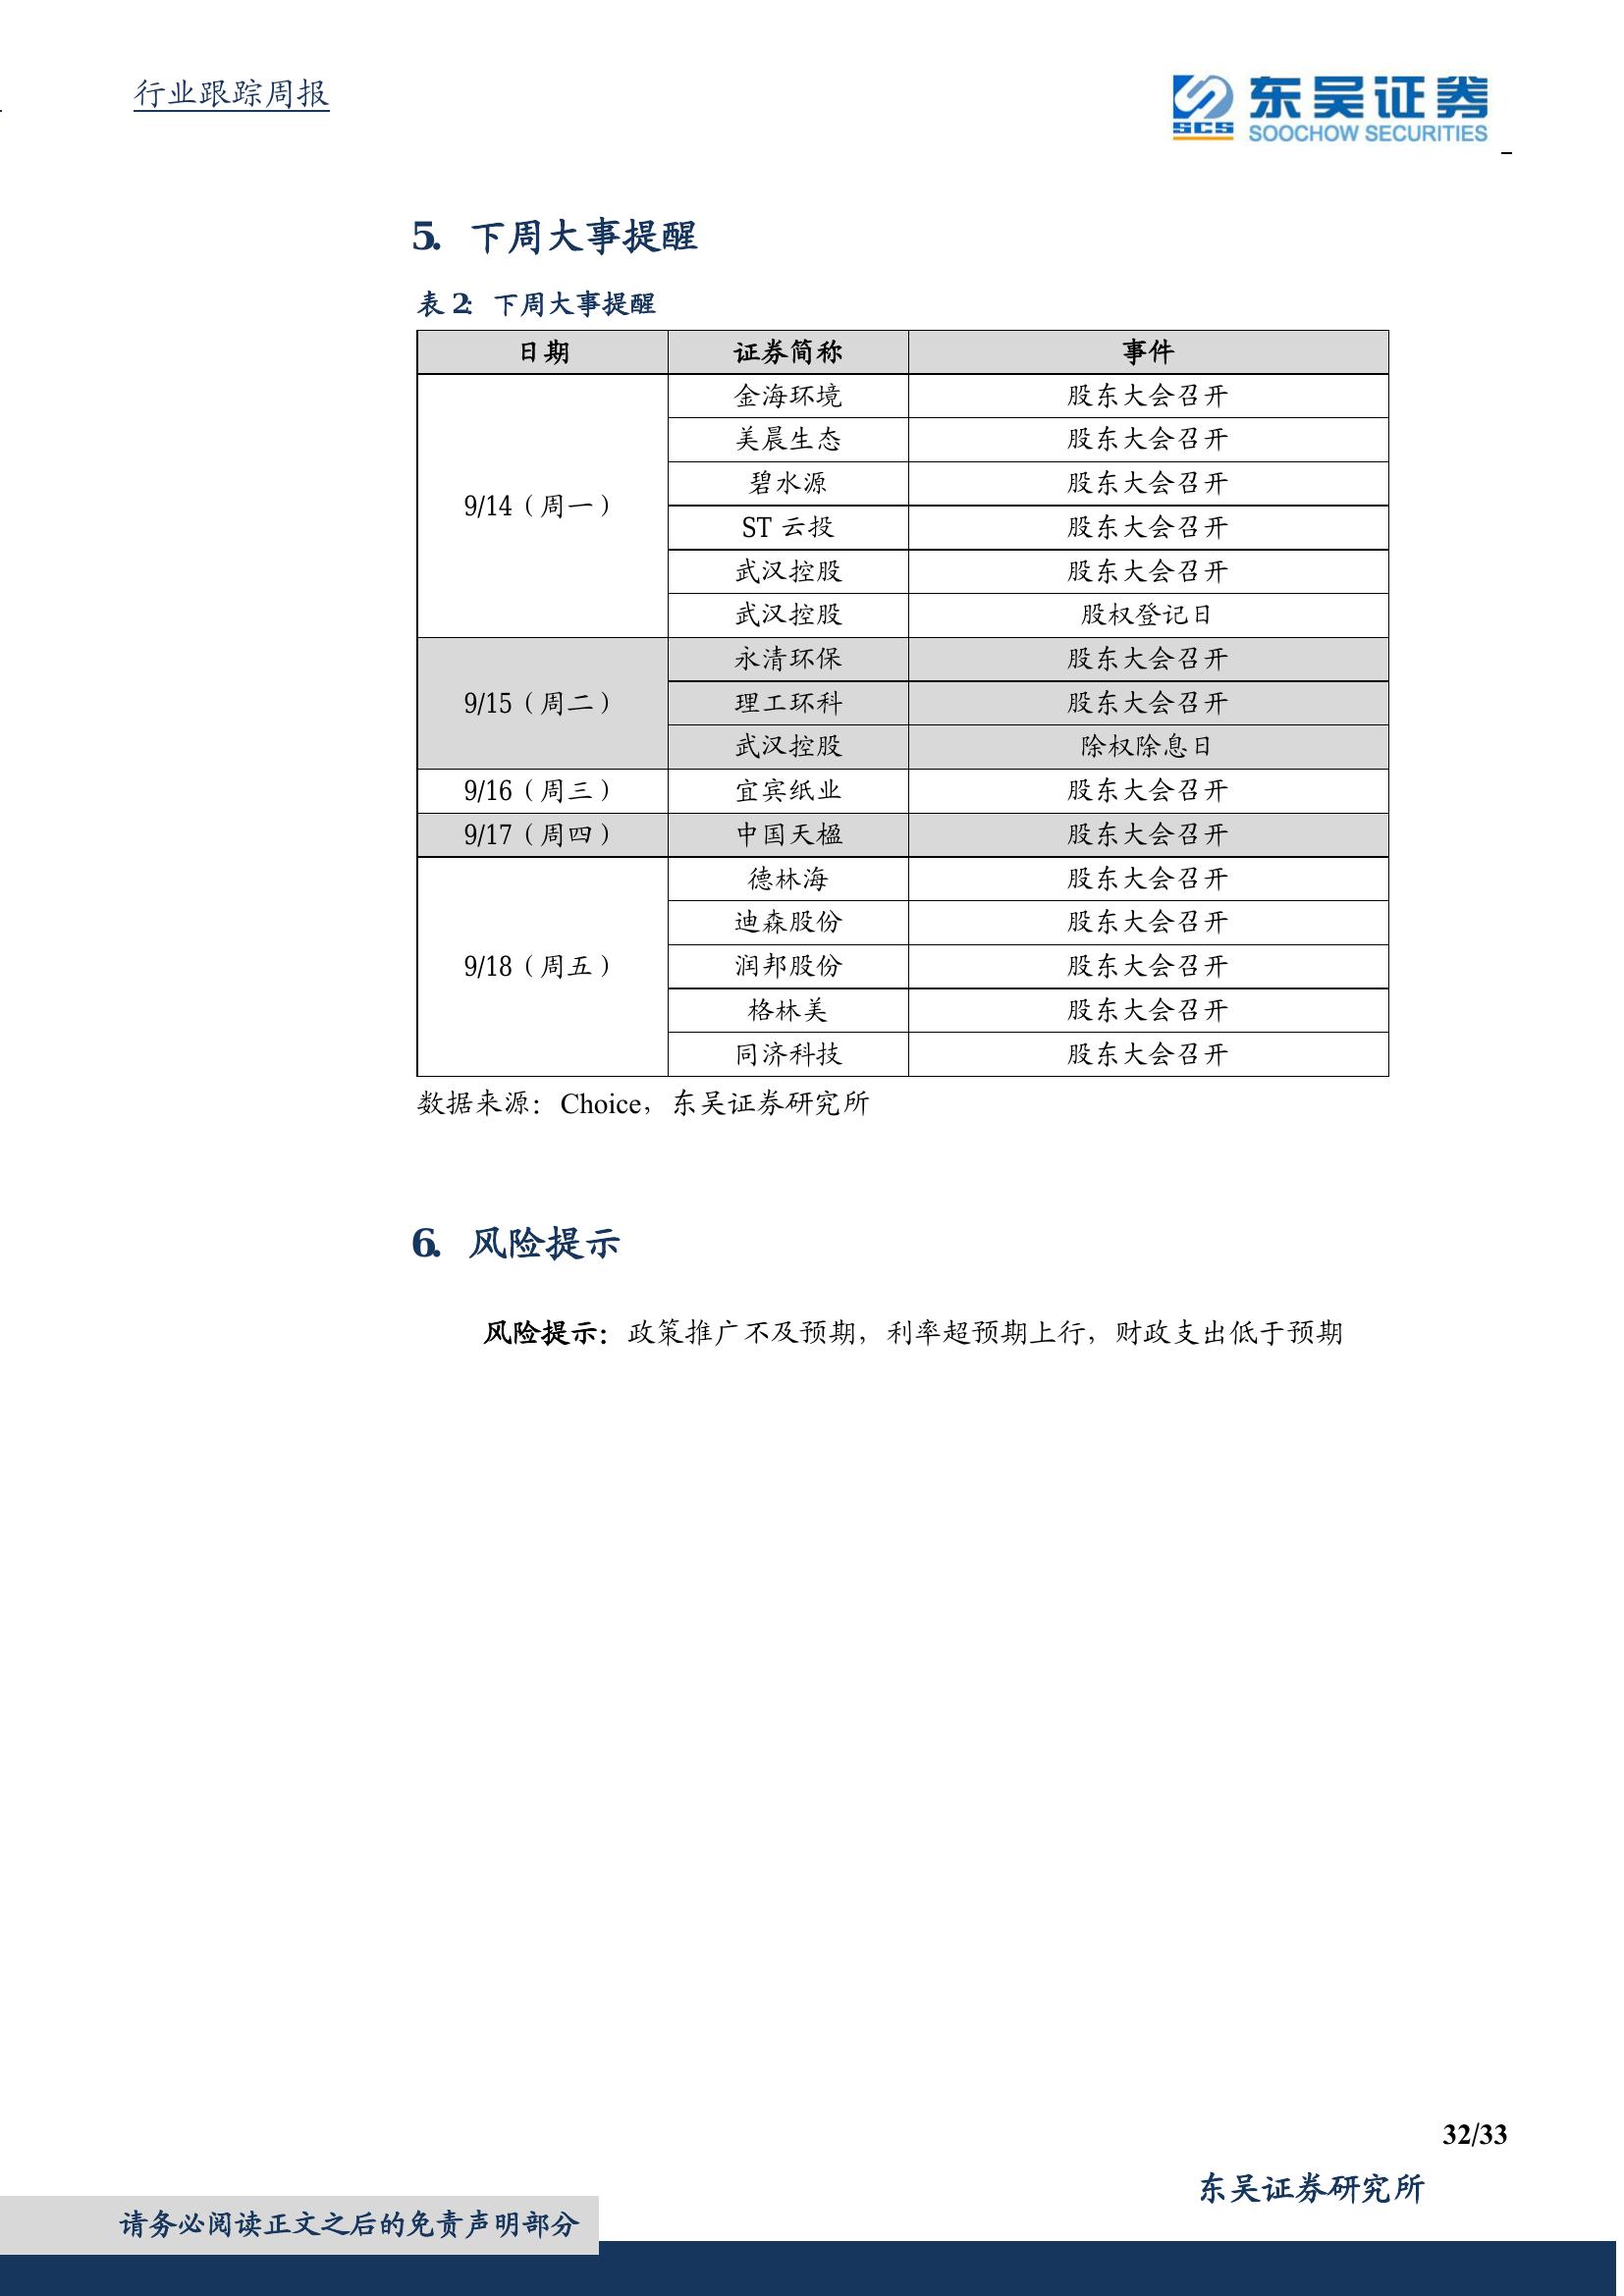 行业跟踪周报
SCS 东吴证券
SOOCHOW SECURITIES
5. 下周大事提醒
表 2: 下周大事提醒
日期 证券简称 事件
9/14（周一） 金海环境 股东大会召开
美晨生态 股东大会召开
碧水源 股东大会召开
ST 云投 股东大会召开
武汉控股 股东大会召开
武汉控股 股权登记日
9/15（周二） 永清环保 股东大会召开
理工环科 股东大会召开
武汉控股 除权除息日
9/16（周三） 宜宾纸业 股东大会召开
9/17（周四） 中国天楹 股东大会召开
9/18（周五） 德林海 股东大会召开
迪森股份 股东大会召开
润邦股份 股东大会召开
格林美 股东大会召开
同济科技 股东大会召开
数据来源：Choice，东吴证券研究所
6. 风险提示
风险提示：政策推广不及预期，利率超预期上行，财政支出低于预期
32/33
东吴证券研究所
请务必阅读正文之后的免责声明部分